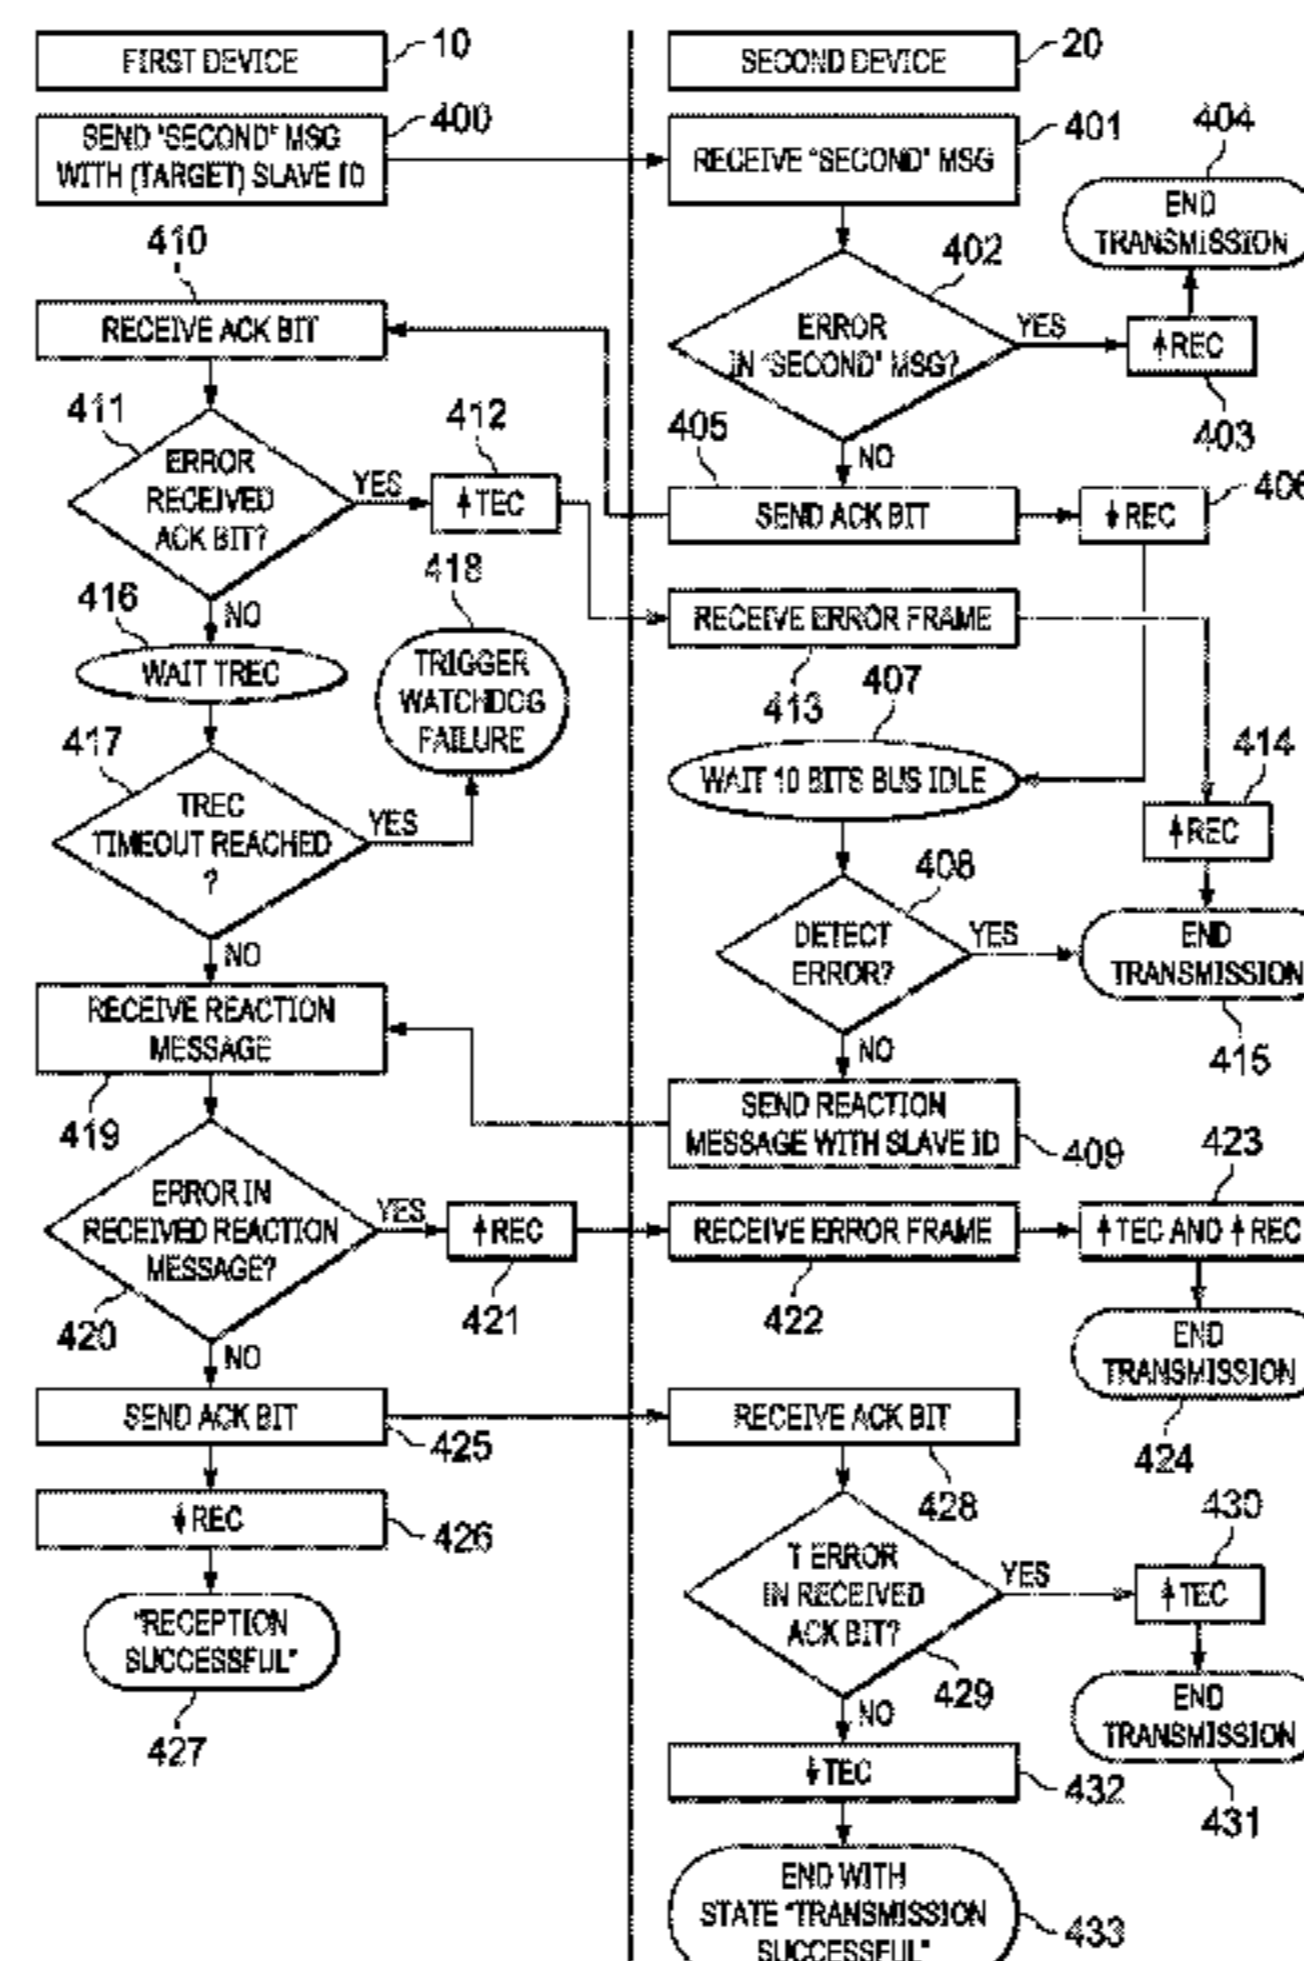 FIRST DEVICE
10
SECOND DEVICE
20
SEND "SECOND" MSG
WITH (TARGET) SLAVE ID
400
RECEIVE "SECOND" MSG
401
404
END
TRANSMISSION
410
RECEIVE ACK BIT
402
ERROR
IN "SECOND" MSG?
YES
↑REC
403
NO
411
ERROR
RECEIVED
ACK BIT?
YES
412
↑TEC
405
SEND ACK BIT
↓REC
406
NO
416
WAIT TREC
418
TRIGGER
WATCHDOG
FAILURE
RECEIVE ERROR FRAME
413
407
WAIT 10 BITS BUS IDLE
414
↑REC
417
TREC
TIMEOUT REACHED
?
YES
NO
408
DETECT
ERROR?
YES
END
TRANSMISSION
415
NO
RECEIVE REACTION
MESSAGE
419
SEND REACTION
MESSAGE WITH SLAVE ID
409
ERROR IN
RECEIVED REACTION
MESSAGE?
420
YES
↑REC
421
RECEIVE ERROR FRAME
422
423
↑TEC AND ↑REC
END
TRANSMISSION
424
NO
SEND ACK BIT
425
RECEIVE ACK BIT
428
↓REC
426
"RECEPTION
SUCCESSFUL"
427
T ERROR
IN RECEIVED
ACK BIT?
429
YES
430
↑TEC
END
TRANSMISSION
431
NO
↓TEC
432
END WITH
STATE "TRANSMISSION
SUCCESSFUL"
433